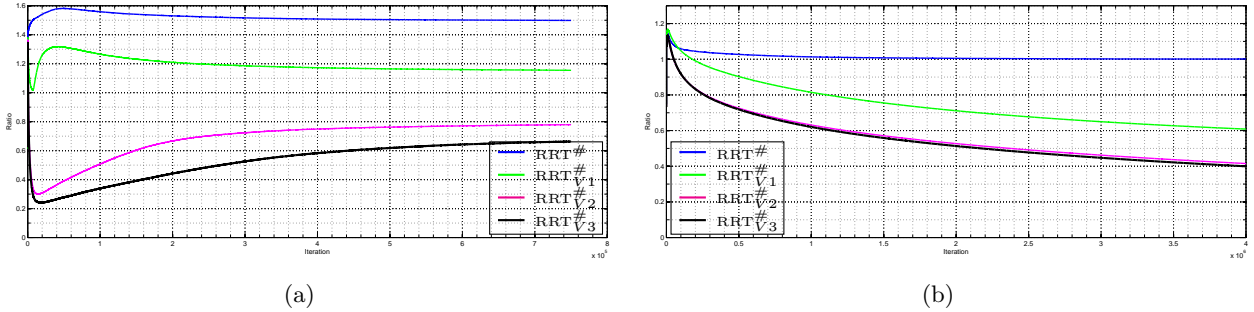 1.6
1.4
1.2
1
0.8
0.6
0.4
0.2
0
Ratio
RRT#
RRT#V1
RRT#V2
RRT#V3
0 1 2 3 4 5 6 7 8
Iteration
x 10^5
(a)
1.2
1
0.8
0.6
0.4
0.2
0
Ratio
RRT#
RRT#V1
RRT#V2
RRT#V3
0 0.5 1 1.5 2 2.5 3 3.5 4
Iteration
x 10^6
(b)